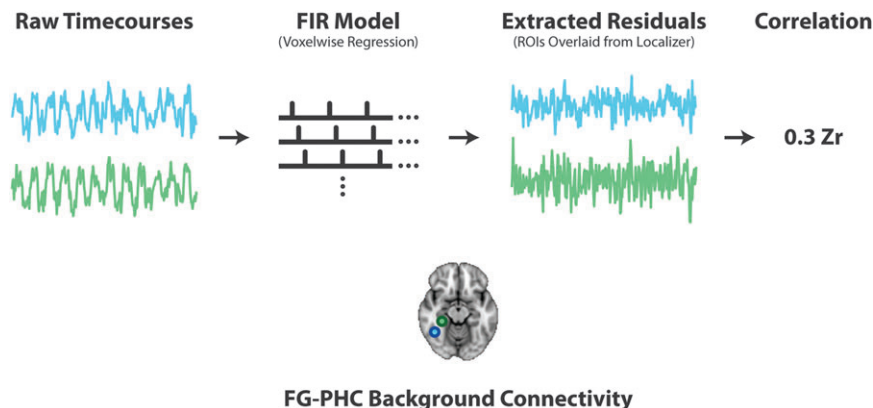 Raw Timecourses
FIR Model
(Voxelwise Regression)
Extracted Residuals
(ROIs Overlaid from Localizer)
Correlation
0.3 Zr
FG-PHC Background Connectivity